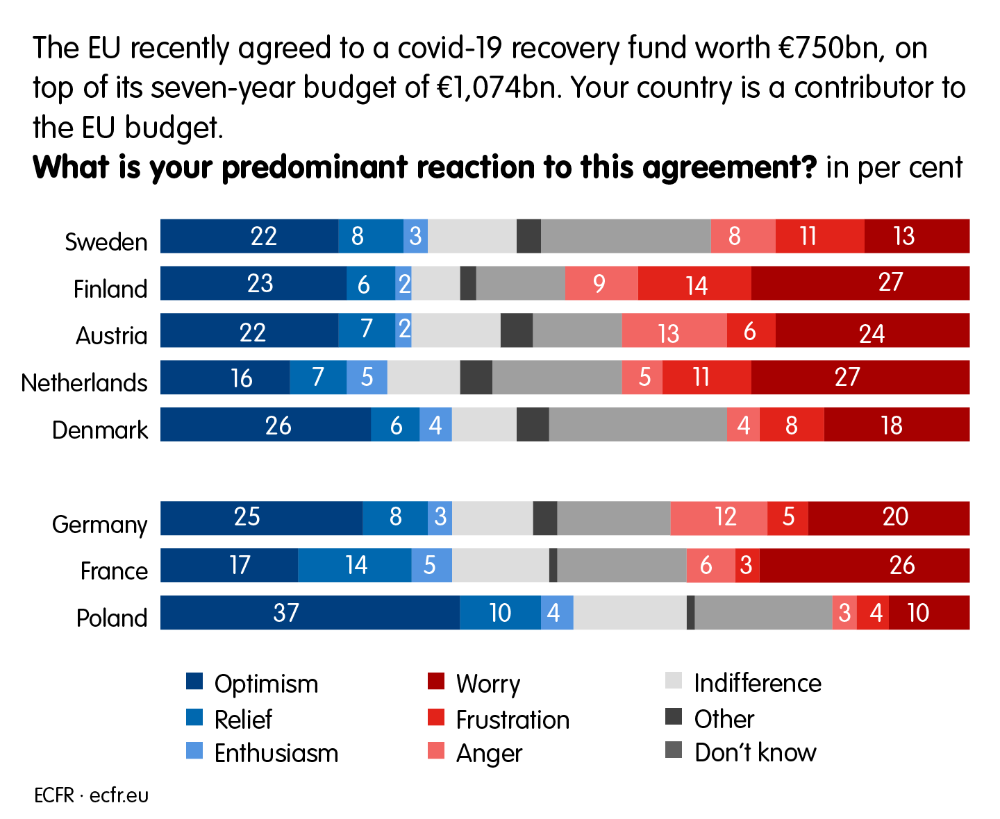 The EU recently agreed to a covid-19 recovery fund worth €750bn, on
top of its seven-year budget of €1,074bn. Your country is a contributor to
the EU budget.
What is your predominant reaction to this agreement? in per cent
Sweden 22 8 3 8 11 13
Finland 23 6 2 9 14 27
Austria 22 7 2 13 6 24
Netherlands 16 7 5 5 11 27
Denmark 26 6 4 4 8 18
Germany 25 8 3 12 5 20
France 17 14 5 6 3 26
Poland 37 10 4 3 4 10
Optimism Worry Indifference
Relief Frustration Other
Enthusiasm Anger Don't know
ECFR · ecfr.eu